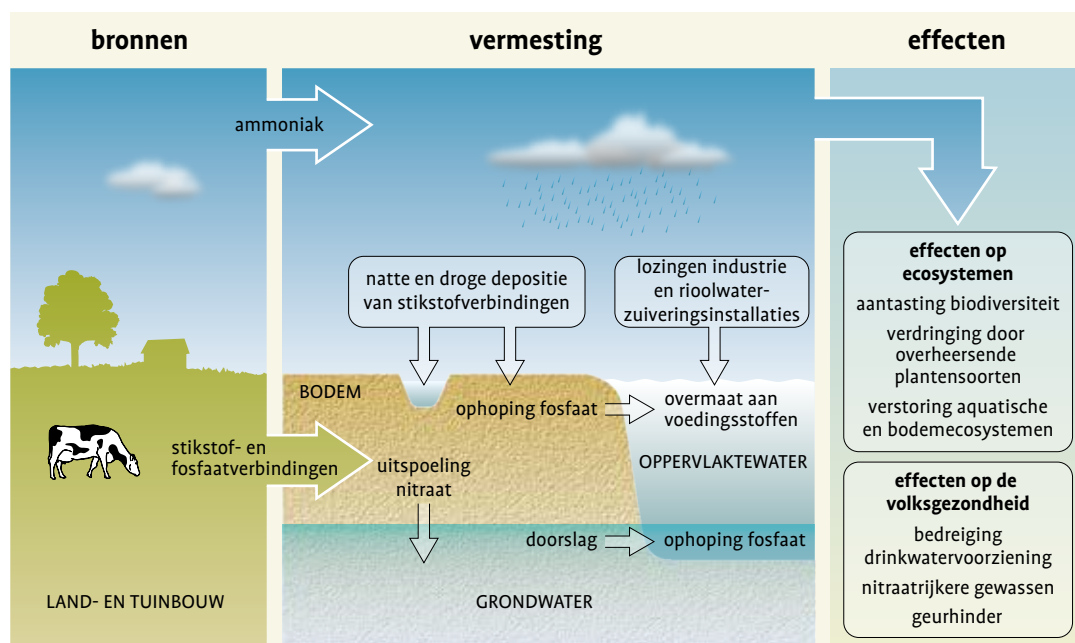 bronnen
vermesting
effecten
ammoniak
natte en droge depositie
van stikstofverbindingen
lozingen industrie
en rioolwater-
zuiveringsinstallaties
BODEM
ophoping fosfaat
overmaat aan
voedingsstoffen
stikstof- en
fosfaatverbindingen
uitspoeling
nitraat
OPPERVLAKTEWATER
doorslag
ophoping fosfaat
LAND- EN TUINBOUW
GRONDWATER
effecten op
ecosystemen
aantasting biodiversiteit
verdringing door
overheersende
plantensoorten
verstoring aquatische
en bodemecosystemen
effecten op de
volksgezondheid
bedreiging
drinkwatervoorziening
nitraatrijkere gewassen
geurhinder